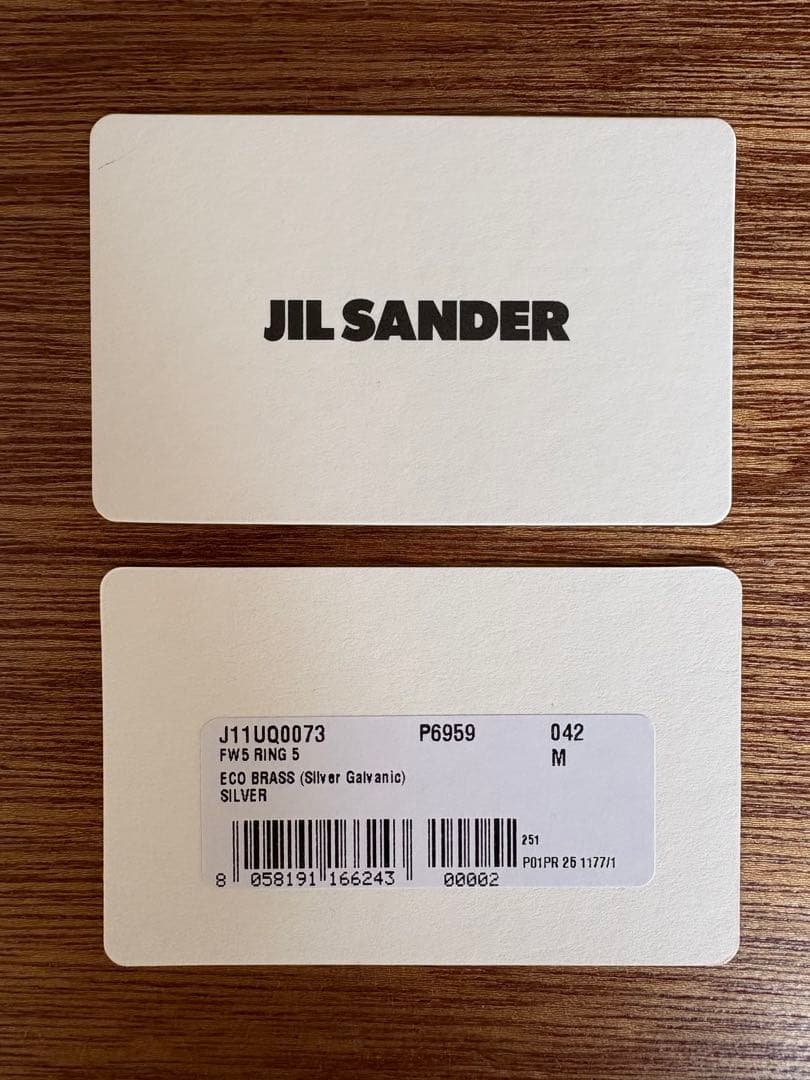 JIL SANDER
J11UQ0073 P6959 042
FW5 RING 5 M
ECO BRASS (Silver Galvanic)
SILVER
251
P01PR 25 1177/1
8 058191 166243 00002